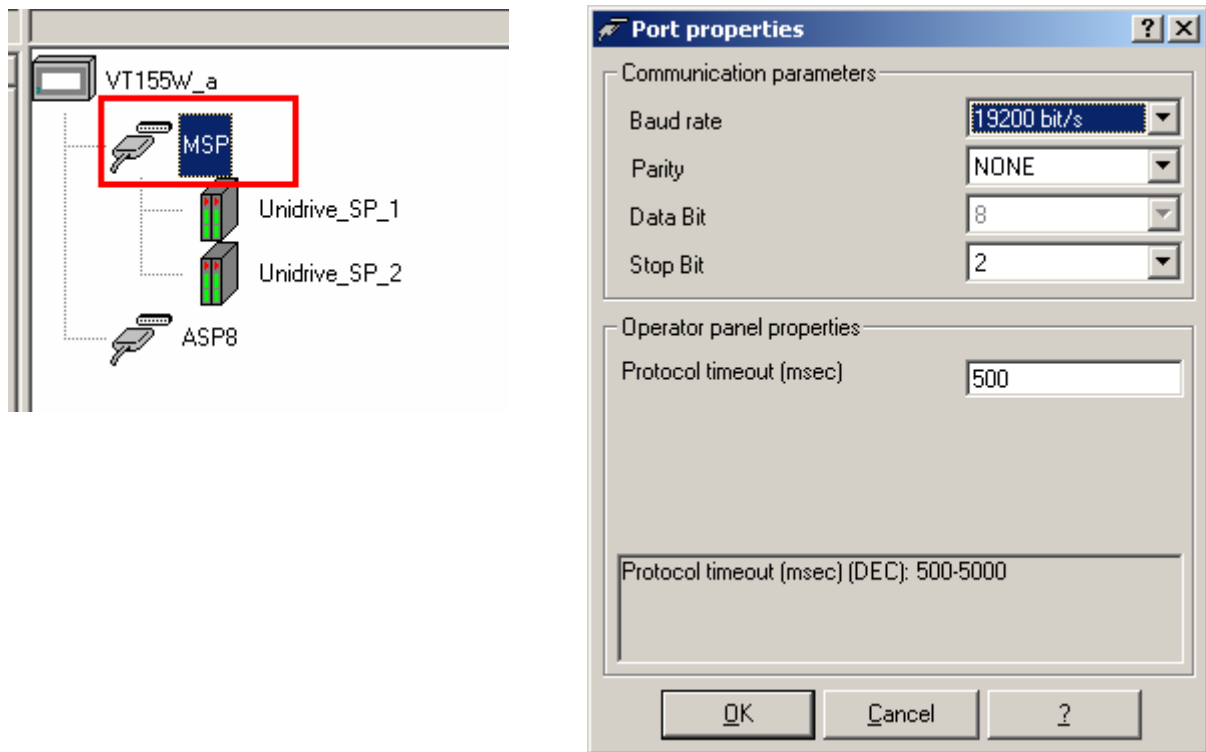 VT155W_a
MSP
Unidrive_SP_1
Unidrive_SP_2
ASP8
Port properties
Communication parameters
Baud rate 19200 bit/s
Parity NONE
Data Bit 8
Stop Bit 2
Operator panel properties
Protocol timeout (msec) 500
Protocol timeout (msec) (DEC): 500-5000
OK Cancel ?